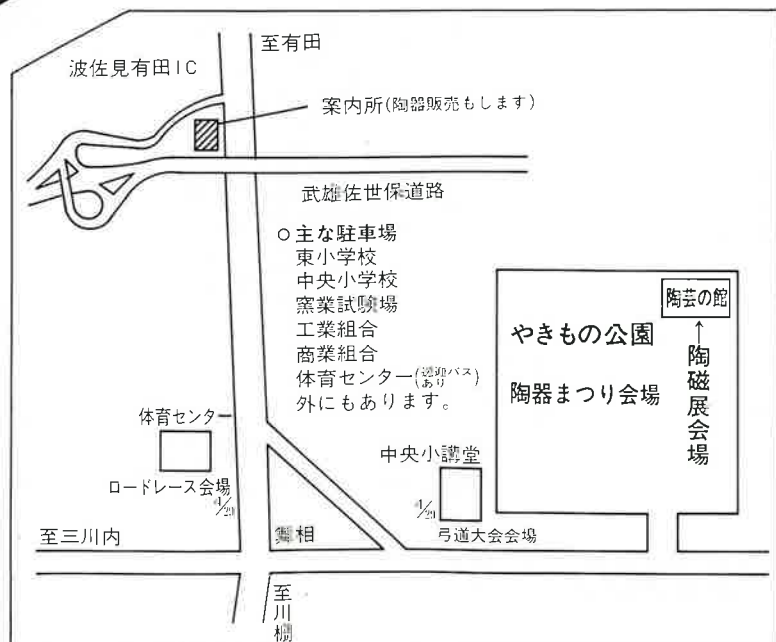 至有田
波佐見有田IC
案内所(陶器販売もします)
武雄佐世保道路
○主な駐車場
東小学校
中央小学校
窯業試験場
工業組合
商業組合
体育センター(送迎バスあり)
外にもあります。
陶芸の館
↑陶磁展会場
やきもの公園
陶器まつり会場
体育センター
ロードレース会場
4/29
中央小講堂
4/29
弓道大会会場
至三川内
相
至川棚